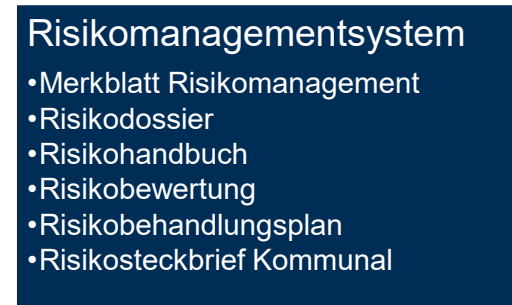 Risikomanagementsystem
•Merkblatt Risikomanagement
•Risikodossier
•Risikohandbuch
•Risikobewertung
•Risikobehandlungsplan
•Risikosteckbrief Kommunal